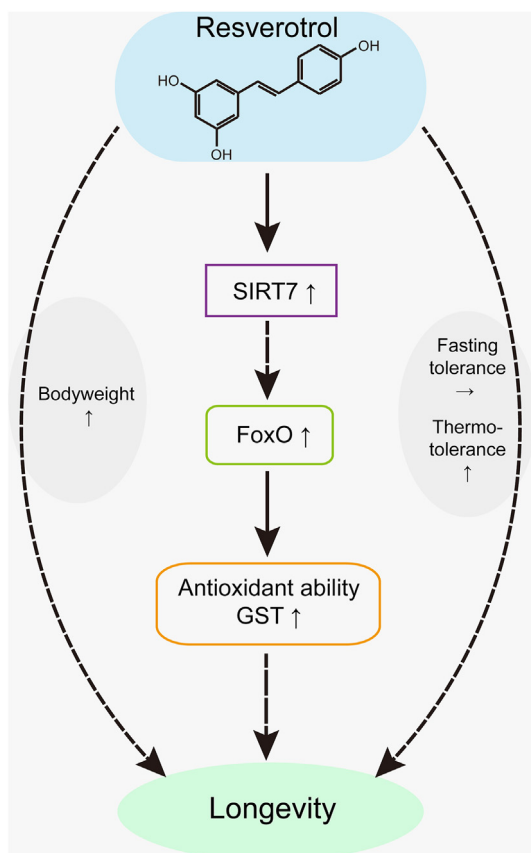 Resverotrol
OH
HO
OH
SIRT7 ↑
Fasting
tolerance
→
Thermo-
tolerance
↑
Bodyweight
↑
FoxO ↑
Antioxidant ability
GST ↑
Longevity